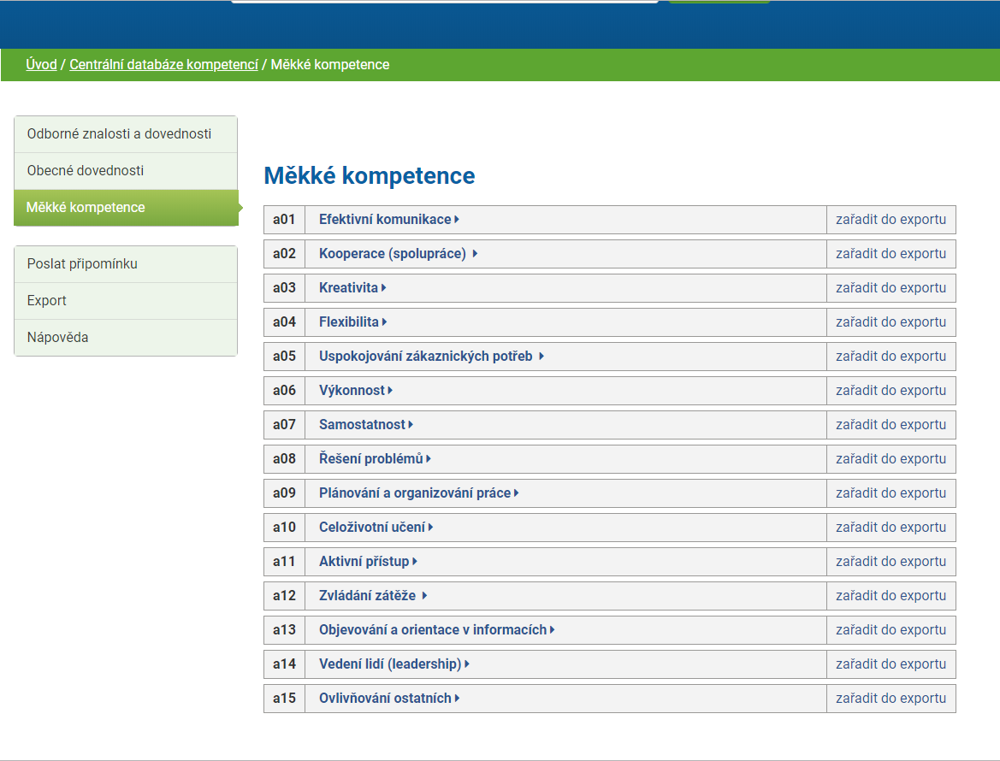 Úvod / Centrální databáze kompetencí / Měkké kompetence
Odborné znalosti a dovednosti
Obecné dovednosti
Měkké kompetence
Poslat připomínku
Export
Nápověda
Měkké kompetence
a01 Efektivní komunikace zařadit do exportu
a02 Kooperace (spolupráce) zařadit do exportu
a03 Kreativita zařadit do exportu
a04 Flexibilita zařadit do exportu
a05 Uspokojování zákaznických potřeb zařadit do exportu
a06 Výkonnost zařadit do exportu
a07 Samostatnost zařadit do exportu
a08 Řešení problémů zařadit do exportu
a09 Plánování a organizování práce zařadit do exportu
a10 Celoživotní učení zařadit do exportu
a11 Aktivní přístup zařadit do exportu
a12 Zvládání zátěže zařadit do exportu
a13 Objevování a orientace v informacích zařadit do exportu
a14 Vedení lidí (leadership) zařadit do exportu
a15 Ovlivňování ostatních zařadit do exportu